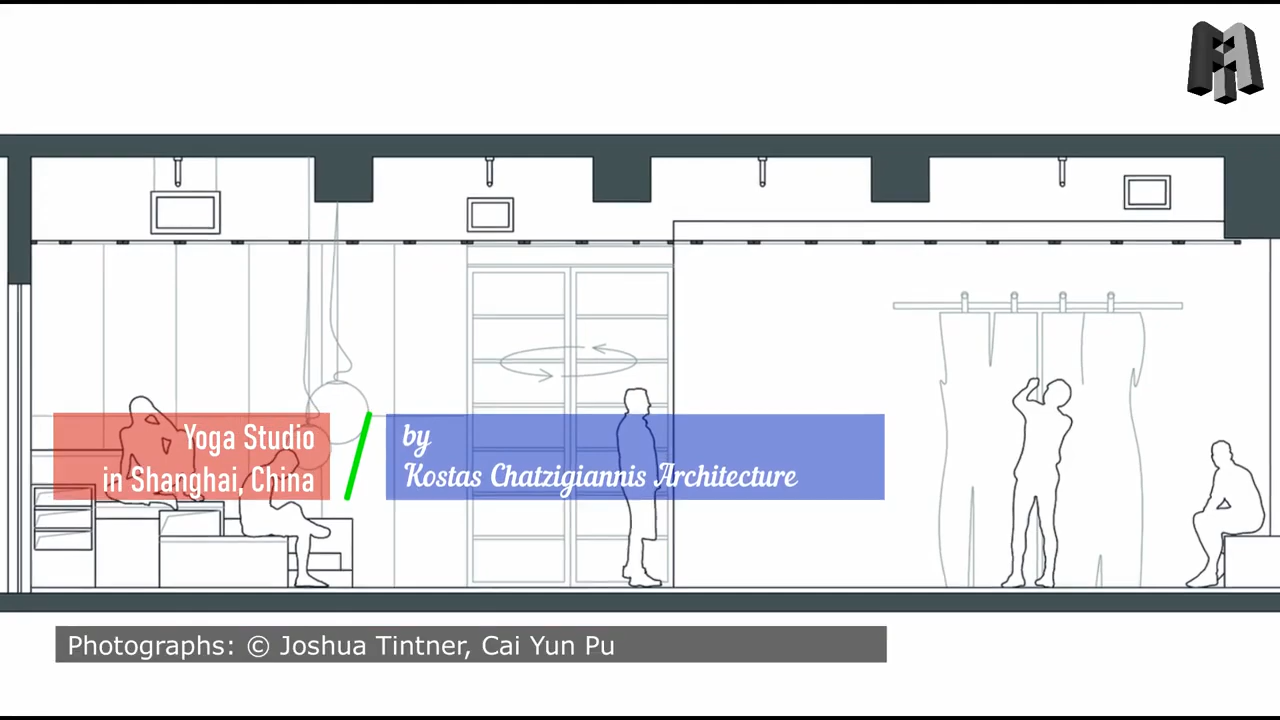 Yoga Studio
in Shanghai, China
by
Kostas Chatzigiannis Architecture
Photographs: © Joshua Tintner, Cai Yun Pu